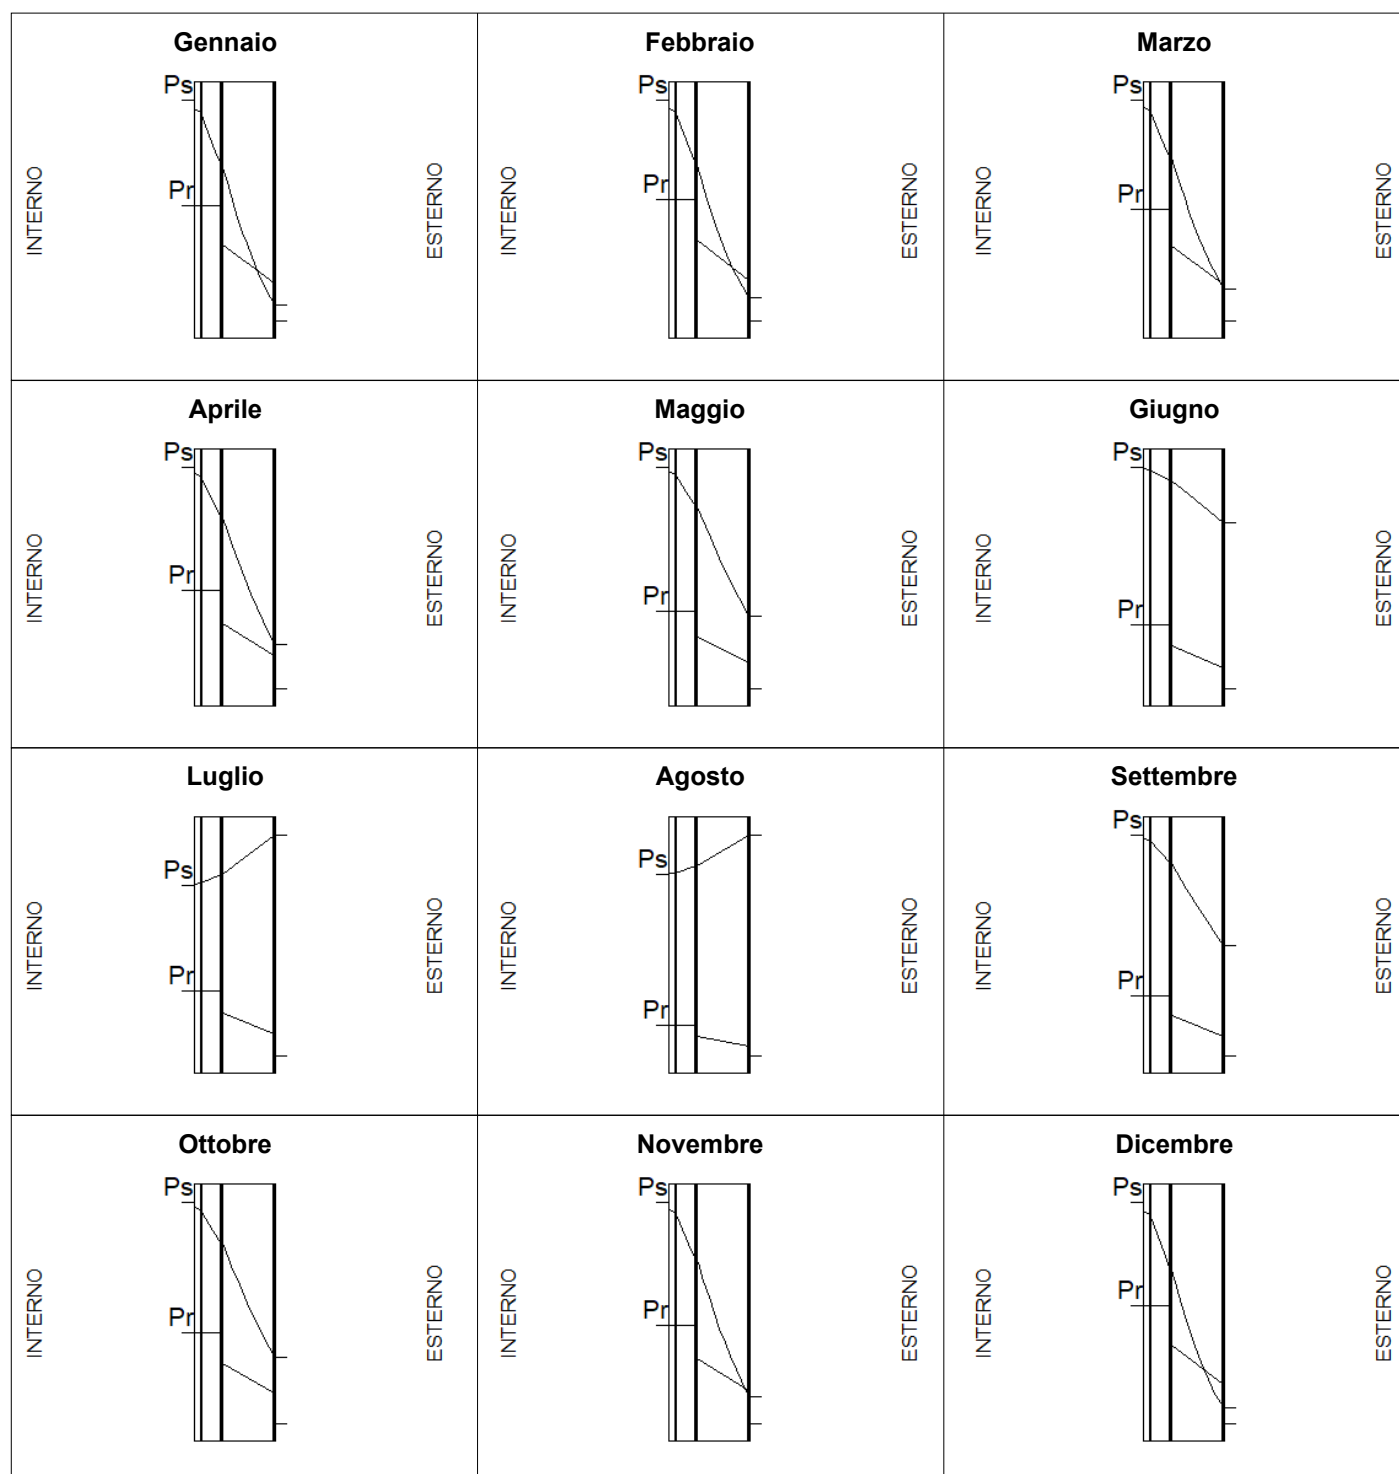 Gennaio
Ps
Pr
INTERNO
ESTERNO
Febbraio
Ps
Pr
INTERNO
ESTERNO
Marzo
Ps
Pr
INTERNO
ESTERNO
Aprile
Ps
Pr
INTERNO
ESTERNO
Maggio
Ps
Pr
INTERNO
ESTERNO
Giugno
Ps
Pr
INTERNO
ESTERNO
Luglio
Ps
Pr
INTERNO
ESTERNO
Agosto
Ps
Pr
INTERNO
ESTERNO
Settembre
Ps
Pr
INTERNO
ESTERNO
Ottobre
Ps
Pr
INTERNO
ESTERNO
Novembre
Ps
Pr
INTERNO
ESTERNO
Dicembre
Ps
Pr
INTERNO
ESTERNO